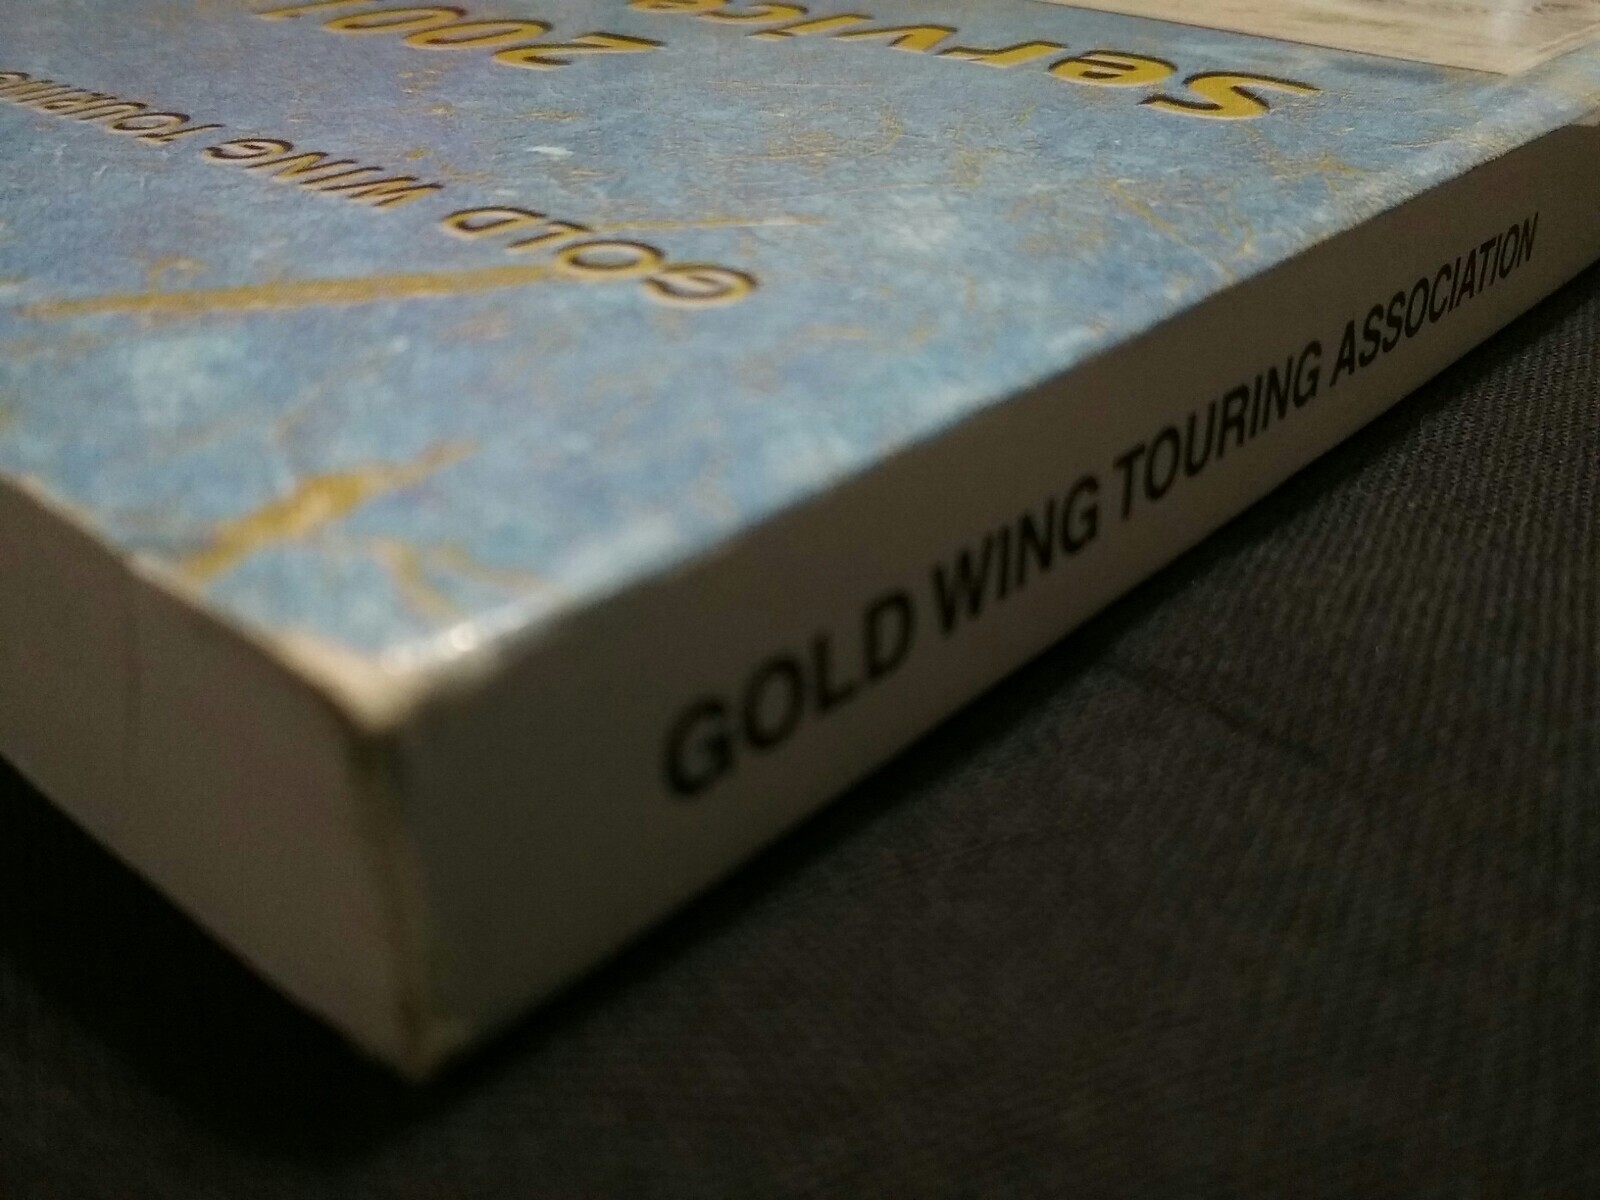 Service
2001
GOLD WING TOURING
GOLD WING TOURING ASSOCIATION